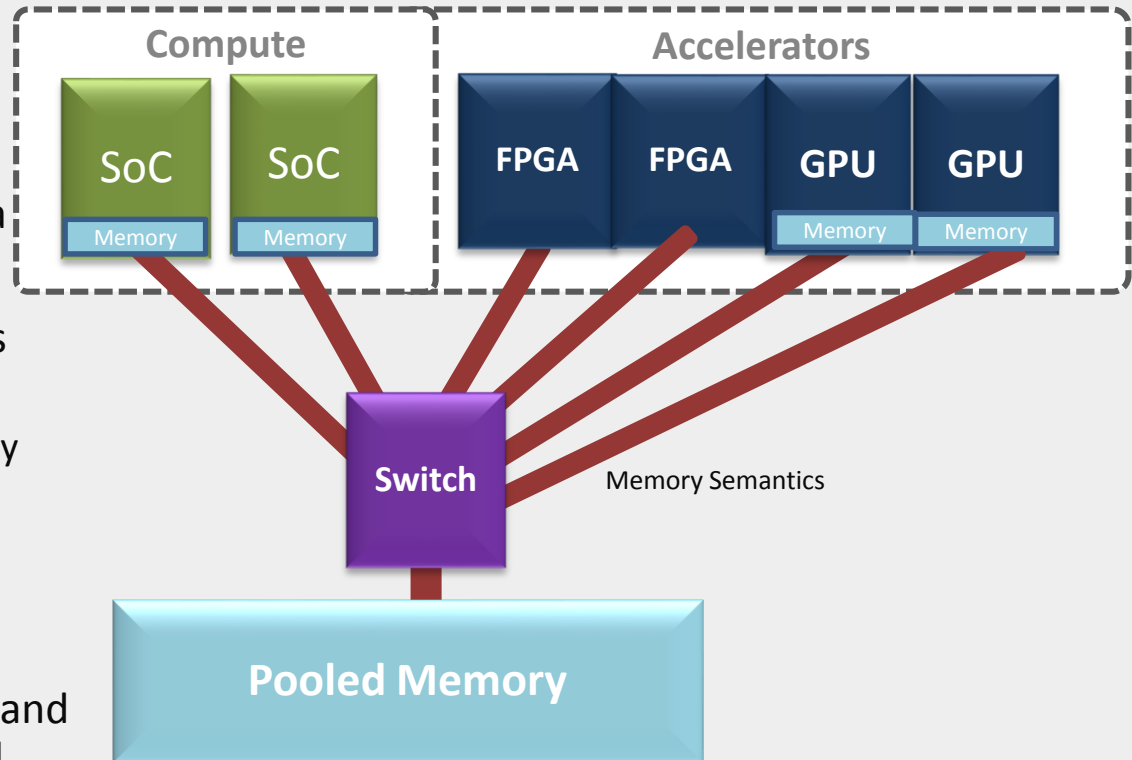 Compute
Accelerators
SoC
SoC
FPGA
FPGA
GPU
GPU
Memory
Memory
Memory
Memory
Switch
Memory Semantics
Pooled Memory
and